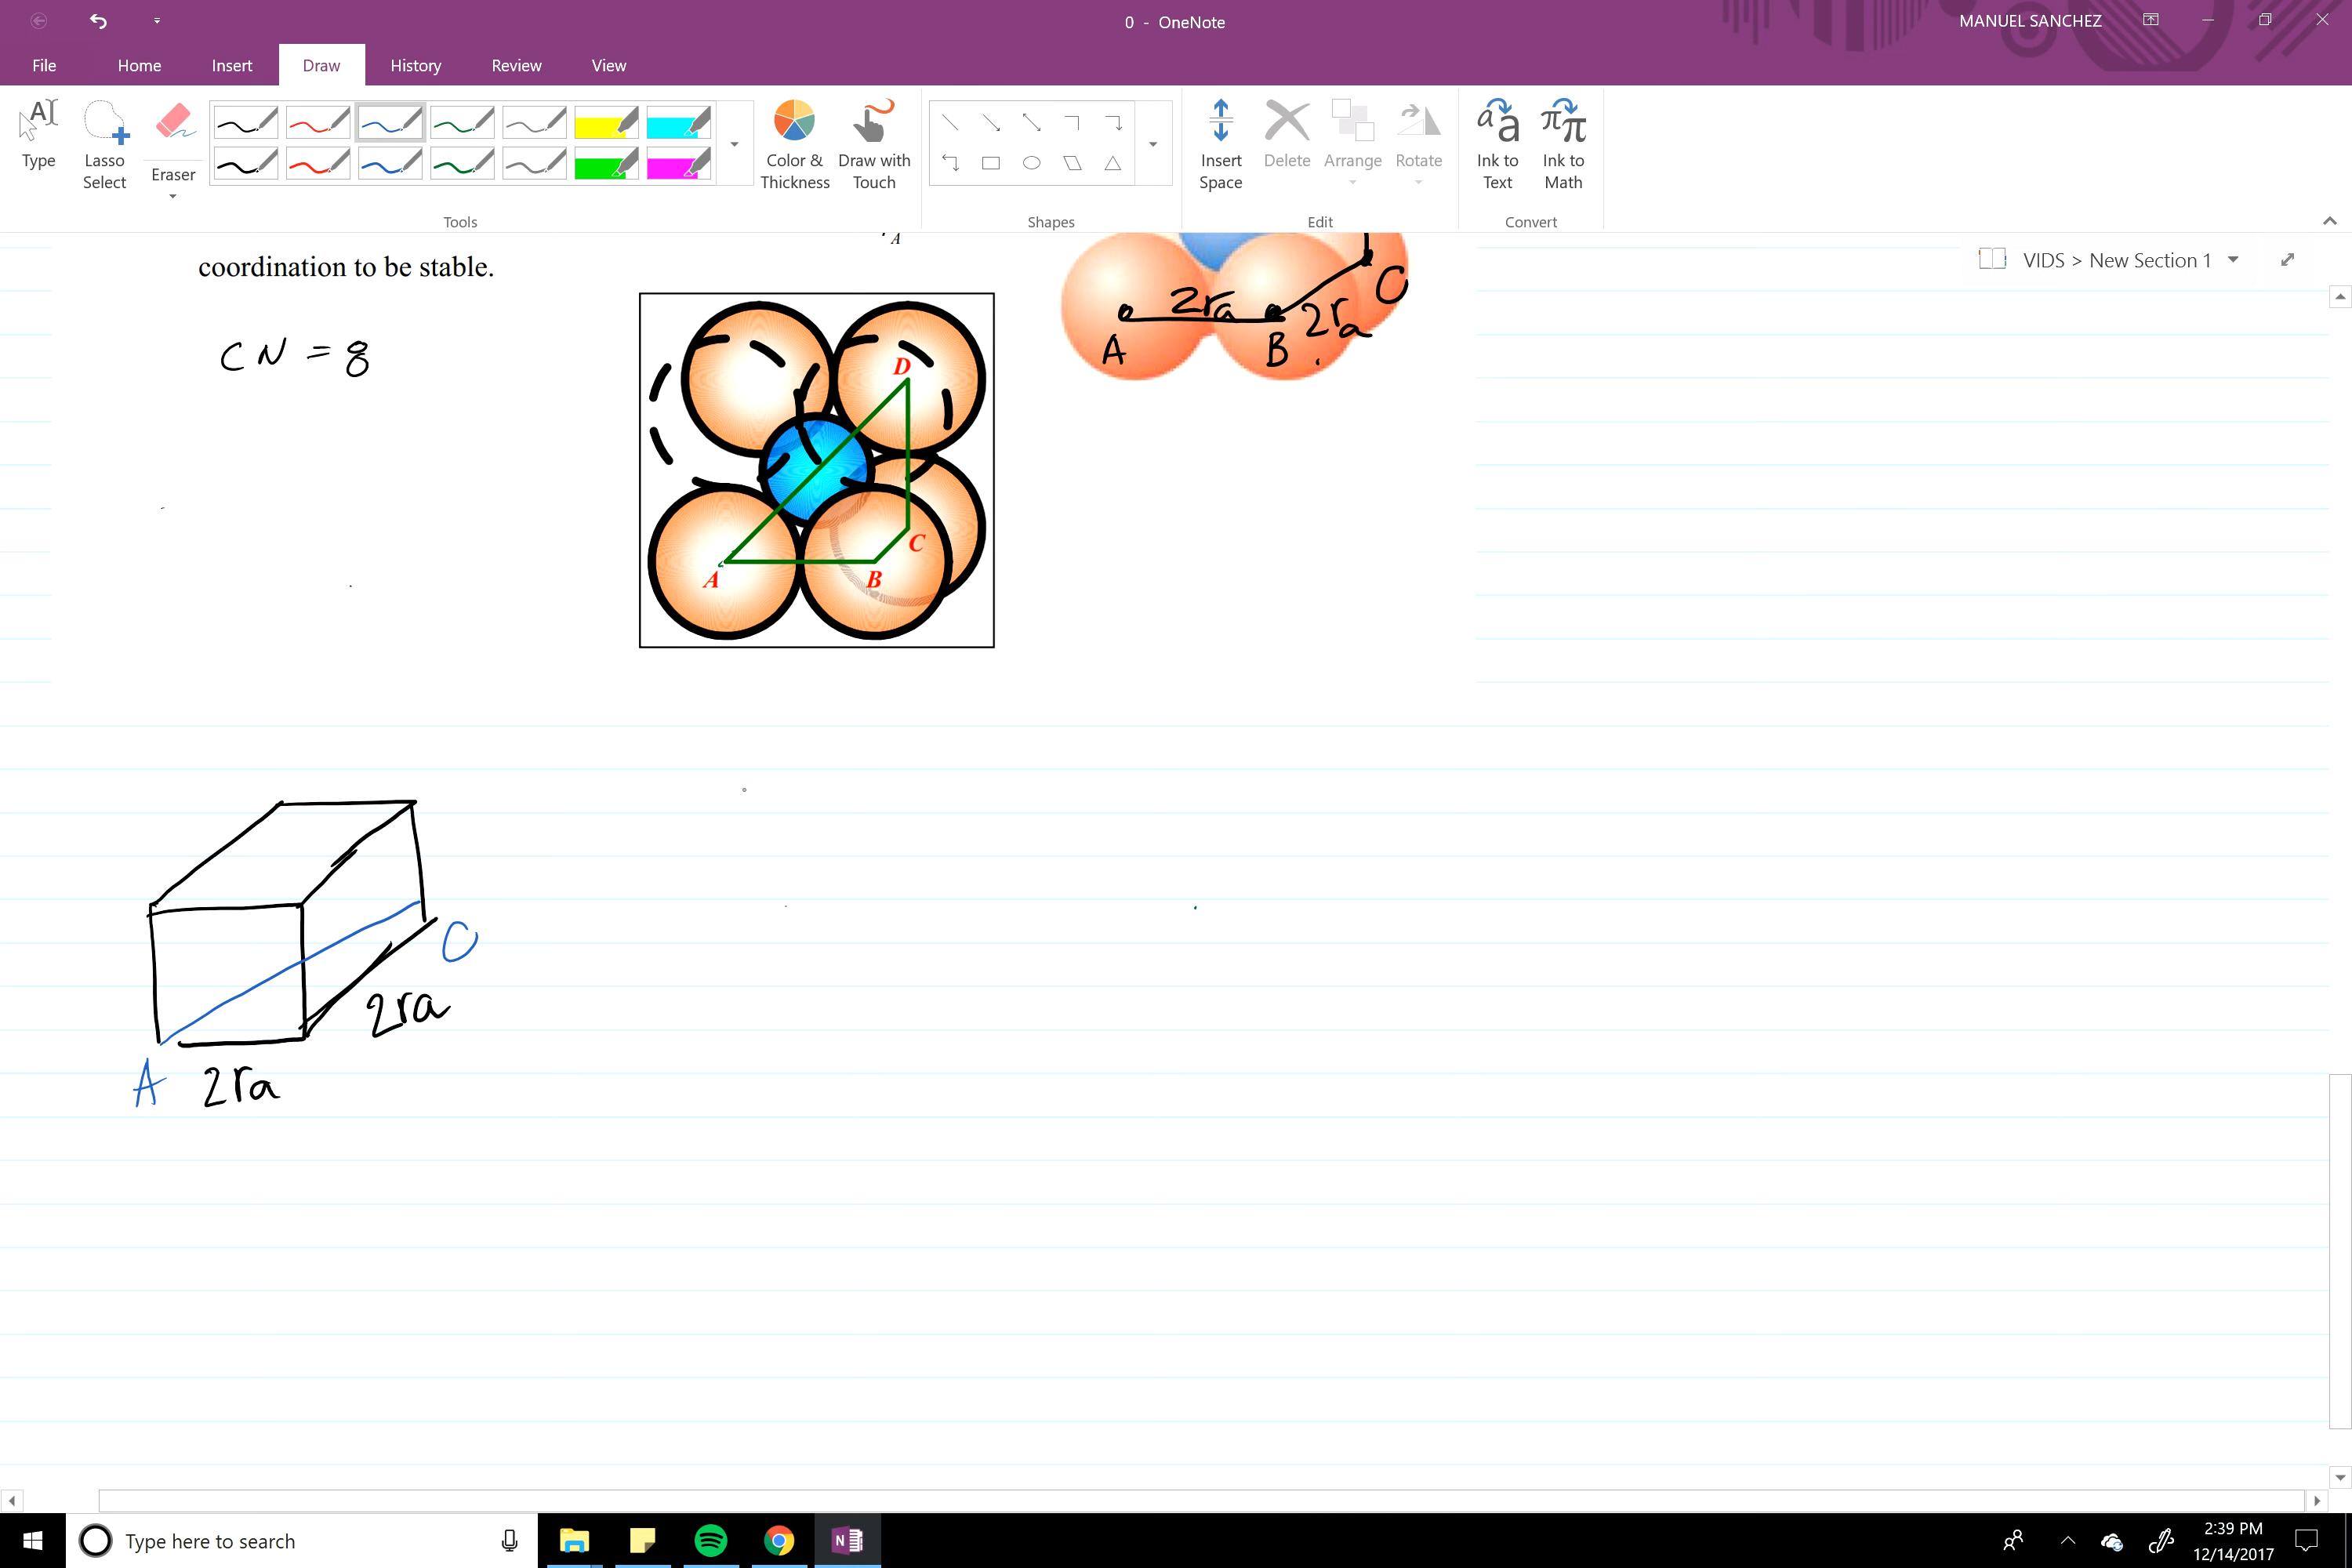 0 - OneNote
MANUEL SANCHEZ
File Home Insert Draw History Review View
Type
Lasso Select
Eraser
Color & Thickness
Draw with Touch
Insert Space
Delete
Arrange
Rotate
Ink to Text
Ink to Math
Tools
Shapes
Edit
Convert
VIDS > New Section 1
A
coordination to be stable.
CN = 8
D
C
A
B
2ra
2ra
C
A
B
C
2ra
A 2ra
Type here to search
2:39 PM
12/14/2017